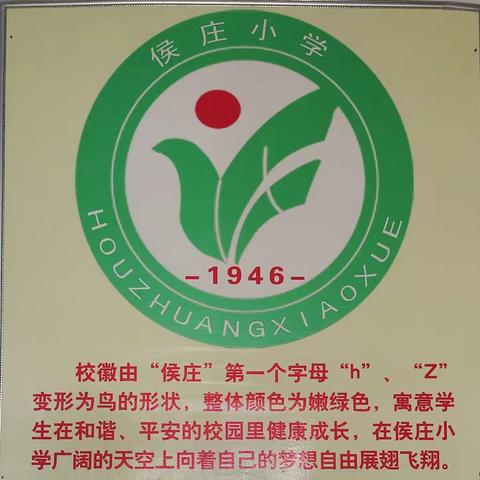 侯庄小学
-1946-
HOUZHUANGXIAOXUE
校徽由“侯庄”第一个字母“h”、“Z”
变形为鸟的形状，整体颜色为嫩绿色，寓意学
生在和谐、平安的校园里健康成长，在侯庄小
学广阔的天空上向着自己的梦想自由展翅飞翔。